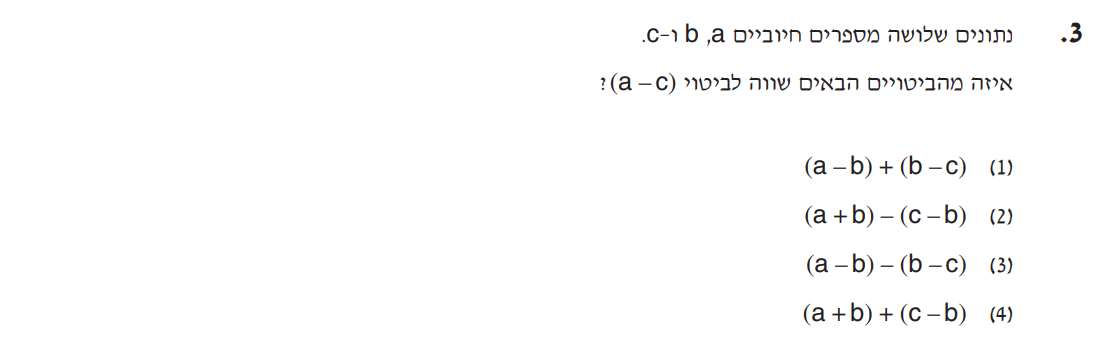 3. נתונים שלושה מספרים חיוביים a, b ו-c.
איזה מהביטויים הבאים שווה לביטוי (a – c)?
(1) (a – b) + (b – c)
(2) (a + b) – (c – b)
(3) (a – b) – (b – c)
(4) (a + b) + (c – b)